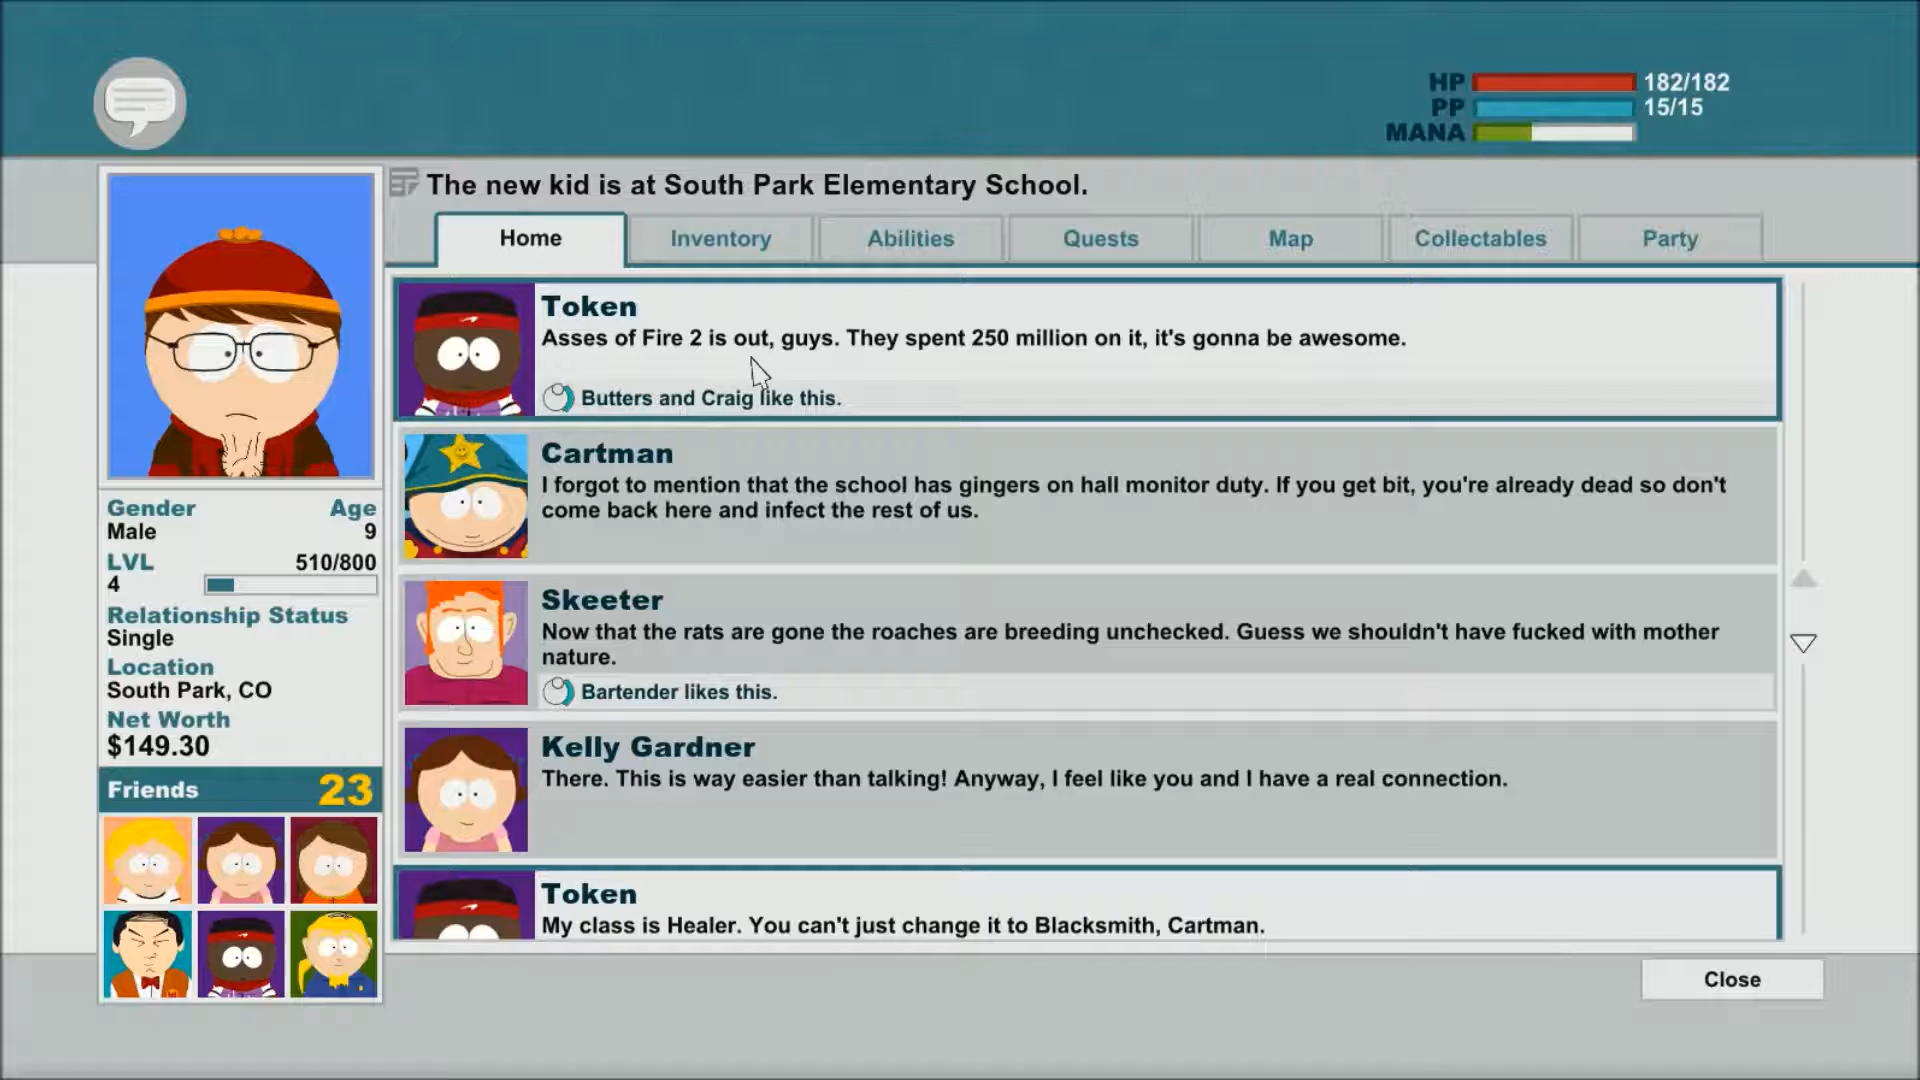 HP 182/182
PP 15/15
MANA
The new kid is at South Park Elementary School.
Home Inventory Abilities Quests Map Collectables Party
Token
Asses of Fire 2 is out, guys. They spent 250 million on it, it's gonna be awesome.
Butters and Craig like this.
Cartman
I forgot to mention that the school has gingers on hall monitor duty. If you get bit, you're already dead so don't
come back here and infect the rest of us.
Skeeter
Now that the rats are gone the roaches are breeding unchecked. Guess we shouldn't have fucked with mother
nature.
Bartender likes this.
Kelly Gardner
There. This is way easier than talking! Anyway, I feel like you and I have a real connection.
Token
My class is Healer. You can't just change it to Blacksmith, Cartman.
Gender Age
Male 9
LVL 510/800
4
Relationship Status
Single
Location
South Park, CO
Net Worth
$149.30
Friends 23
Close